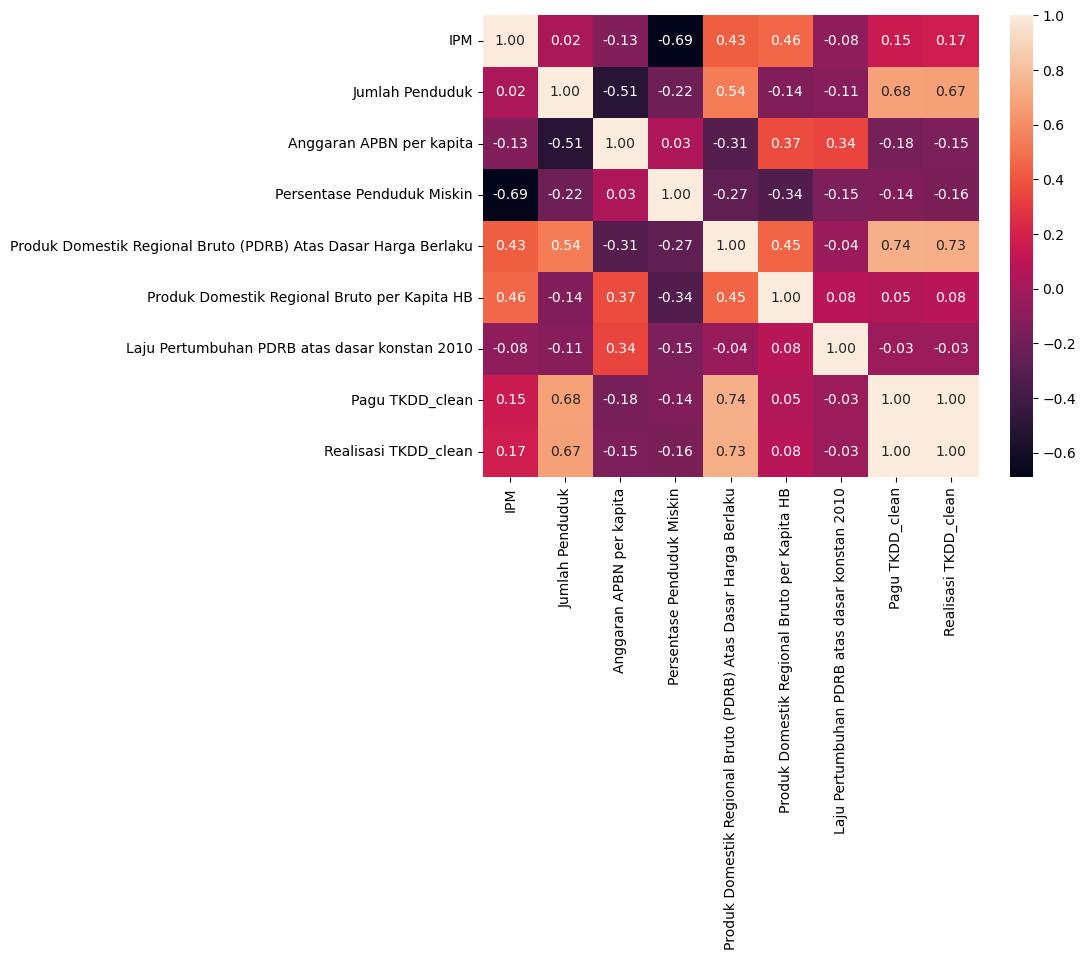 IPM 1.00 0.02 -0.13 -0.69 0.43 0.46 -0.08 0.15 0.17
Jumlah Penduduk 0.02 1.00 -0.51 -0.22 0.54 -0.14 -0.11 0.68 0.67
Anggaran APBN per kapita -0.13 -0.51 1.00 0.03 -0.31 0.37 0.34 -0.18 -0.15
Persentase Penduduk Miskin -0.69 -0.22 0.03 1.00 -0.27 -0.34 -0.15 -0.14 -0.16
Produk Domestik Regional Bruto (PDRB) Atas Dasar Harga Berlaku 0.43 0.54 -0.31 -0.27 1.00 0.45 -0.04 0.74 0.73
Produk Domestik Regional Bruto per Kapita HB 0.46 -0.14 0.37 -0.34 0.45 1.00 0.08 0.05 0.08
Laju Pertumbuhan PDRB atas dasar konstan 2010 -0.08 -0.11 0.34 -0.15 -0.04 0.08 1.00 -0.03 -0.03
Pagu TKDD_clean 0.15 0.68 -0.18 -0.14 0.74 0.05 -0.03 1.00 1.00
Realisasi TKDD_clean 0.17 0.67 -0.15 -0.16 0.73 0.08 -0.03 1.00 1.00
IPM
Jumlah Penduduk
Anggaran APBN per kapita
Persentase Penduduk Miskin
Produk Domestik Regional Bruto (PDRB) Atas Dasar Harga Berlaku
Produk Domestik Regional Bruto per Kapita HB
Laju Pertumbuhan PDRB atas dasar konstan 2010
Pagu TKDD_clean
Realisasi TKDD_clean
1.0
0.8
0.6
0.4
0.2
0.0
−0.2
−0.4
−0.6